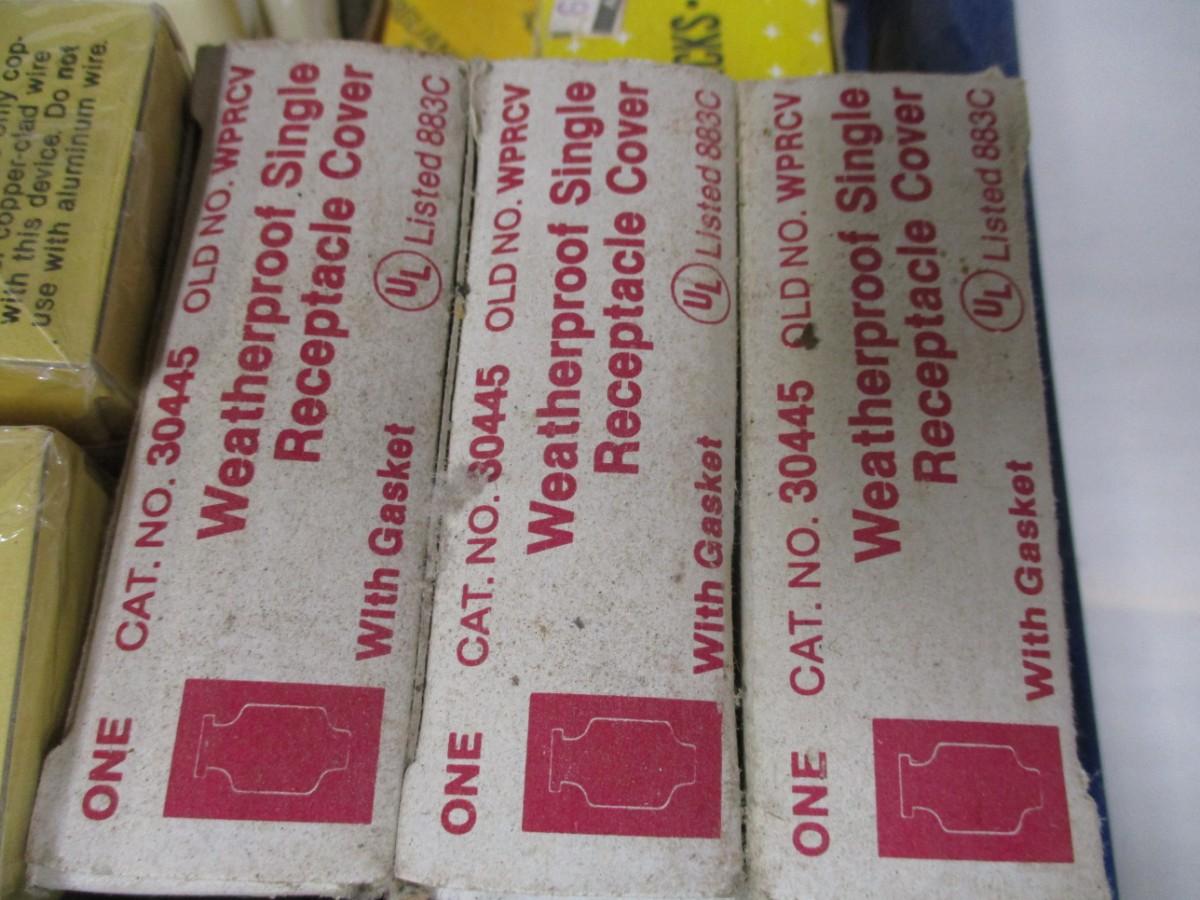 with copper-clad wire
with this device. Do not
use with aluminum wire.
CKS
ONE CAT. NO. 30445 OLD NO. WPRCV
Weatherproof Single
Receptacle Cover
With Gasket UL Listed 883C
ONE CAT. NO. 30445 OLD NO. WPRCV
Weatherproof Single
Receptacle Cover
With Gasket UL Listed 883C
ONE CAT. NO. 30445 OLD NO. WPRCV
Weatherproof Single
Receptacle Cover
With Gasket UL Listed 883C